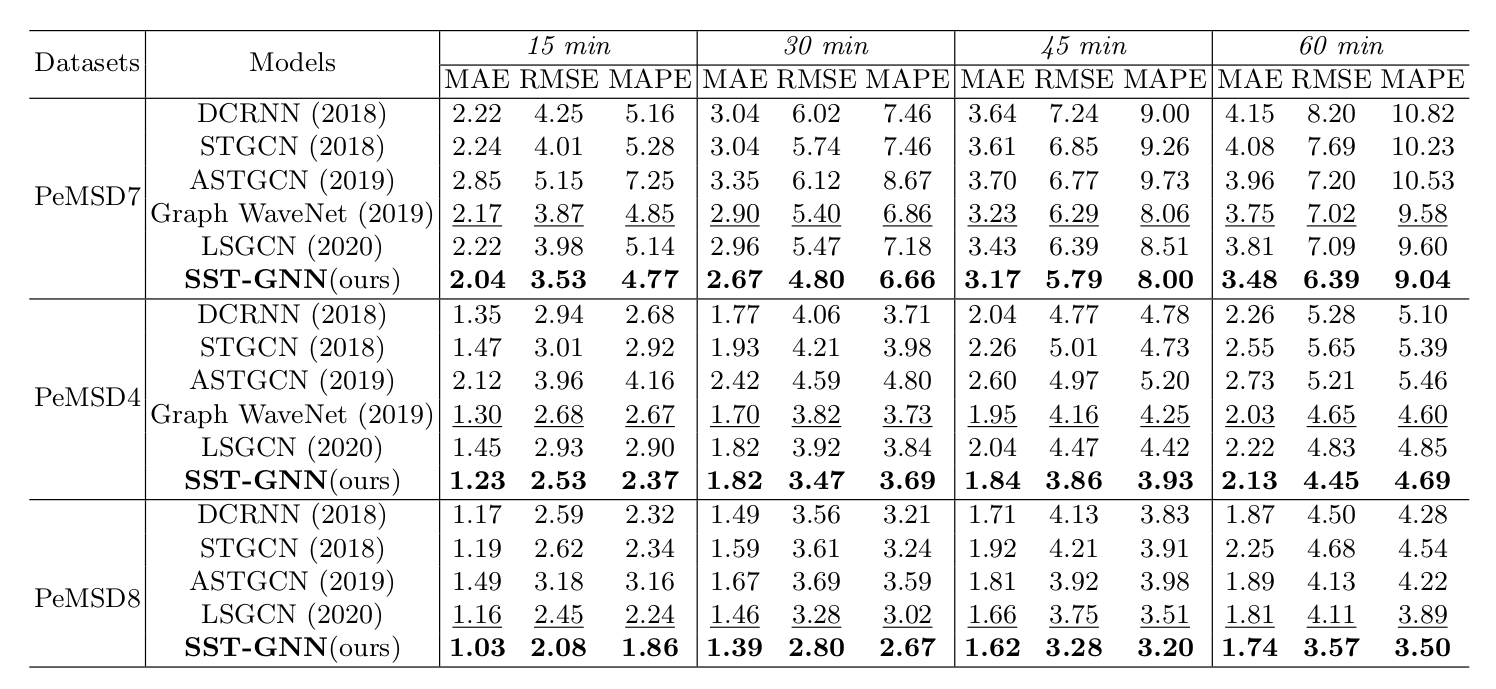 Datasets Models 15 min 30 min 45 min 60 min
MAE RMSE MAPE MAE RMSE MAPE MAE RMSE MAPE MAE RMSE MAPE
PeMSD7
DCRNN (2018) 2.22 4.25 5.16 3.04 6.02 7.46 3.64 7.24 9.00 4.15 8.20 10.82
STGCN (2018) 2.24 4.01 5.28 3.04 5.74 7.46 3.61 6.85 9.26 4.08 7.69 10.23
ASTGCN (2019) 2.85 5.15 7.25 3.35 6.12 8.67 3.70 6.77 9.73 3.96 7.20 10.53
Graph WaveNet (2019) 2.17 3.87 4.85 2.90 5.40 6.86 3.23 6.29 8.06 3.75 7.02 9.58
LSGCN (2020) 2.22 3.98 5.14 2.96 5.47 7.18 3.43 6.39 8.51 3.81 7.09 9.60
SST-GNN(ours) 2.04 3.53 4.77 2.67 4.80 6.66 3.17 5.79 8.00 3.48 6.39 9.04
PeMSD4
DCRNN (2018) 1.35 2.94 2.68 1.77 4.06 3.71 2.04 4.77 4.78 2.26 5.28 5.10
STGCN (2018) 1.47 3.01 2.92 1.93 4.21 3.98 2.26 5.01 4.73 2.55 5.65 5.39
ASTGCN (2019) 2.12 3.96 4.16 2.42 4.59 4.80 2.60 4.97 5.20 2.73 5.21 5.46
Graph WaveNet (2019) 1.30 2.68 2.67 1.70 3.82 3.73 1.95 4.16 4.25 2.03 4.65 4.60
LSGCN (2020) 1.45 2.93 2.90 1.82 3.92 3.84 2.04 4.47 4.42 2.22 4.83 4.85
SST-GNN(ours) 1.23 2.53 2.37 1.82 3.47 3.69 1.84 3.86 3.93 2.13 4.45 4.69
PeMSD8
DCRNN (2018) 1.17 2.59 2.32 1.49 3.56 3.21 1.71 4.13 3.83 1.87 4.50 4.28
STGCN (2018) 1.19 2.62 2.34 1.59 3.61 3.24 1.92 4.21 3.91 2.25 4.68 4.54
ASTGCN (2019) 1.49 3.18 3.16 1.67 3.69 3.59 1.81 3.92 3.98 1.89 4.13 4.22
LSGCN (2020) 1.16 2.45 2.24 1.46 3.28 3.02 1.66 3.75 3.51 1.81 4.11 3.89
SST-GNN(ours) 1.03 2.08 1.86 1.39 2.80 2.67 1.62 3.28 3.20 1.74 3.57 3.50